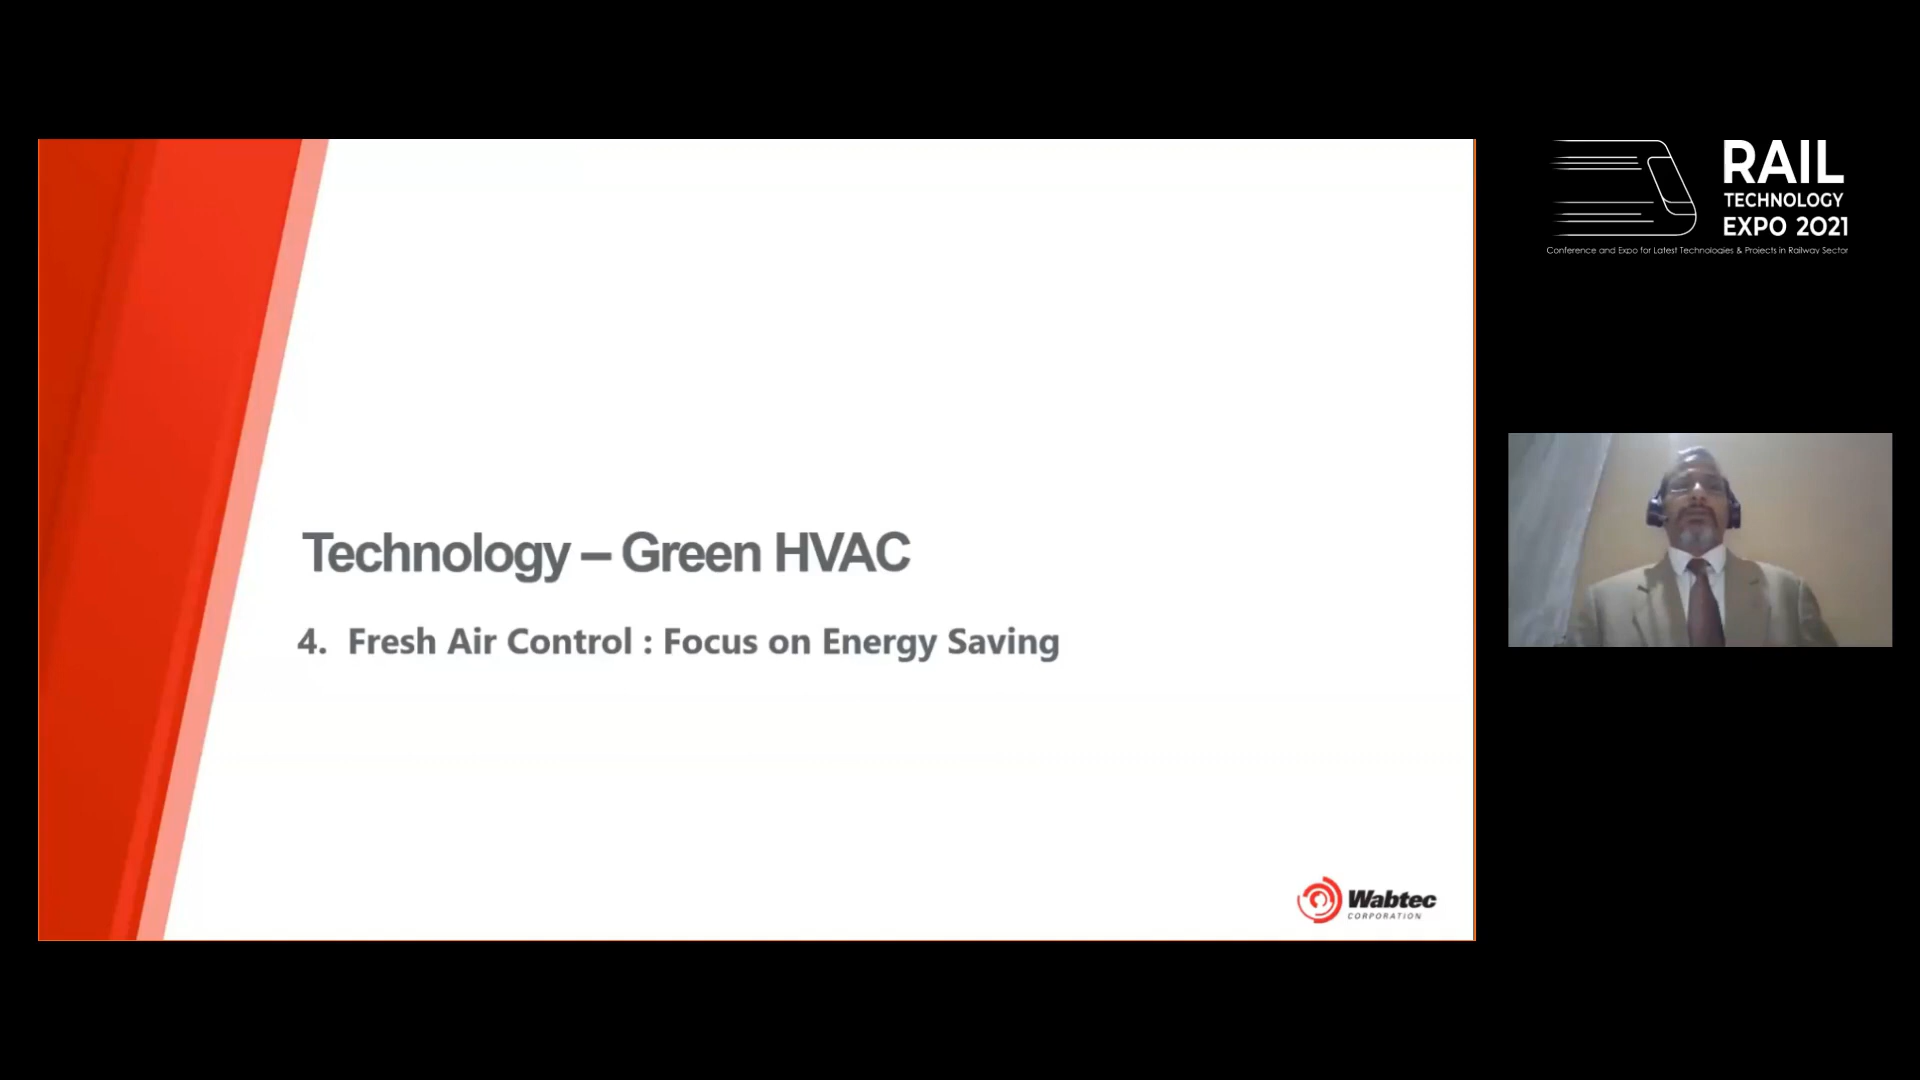 Technology – Green HVAC
4. Fresh Air Control : Focus on Energy Saving
Wabtec
CORPORATION
RAIL
TECHNOLOGY
EXPO 2021
Conference and Expo for Latest Technologies & Projects in Railway Sector